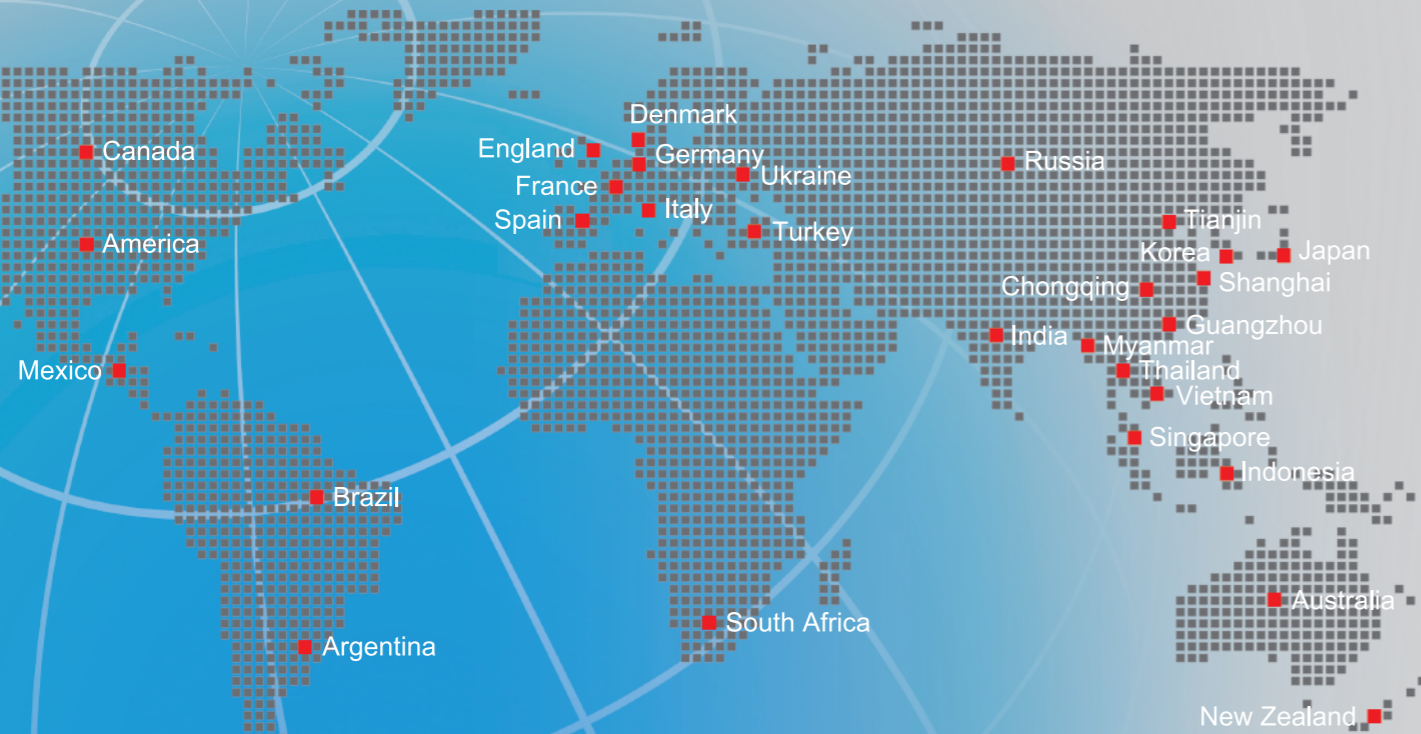 Denmark
Canada
England
Germany
Ukraine
Russia
France
Spain
Italy
Turkey
Tianjin
America
Korea
Japan
Chongqing
Shanghai
India
Guangzhou
Myanmar
Mexico
Thailand
Vietnam
Singapore
Indonesia
Brazil
Australia
South Africa
Argentina
New Zealand